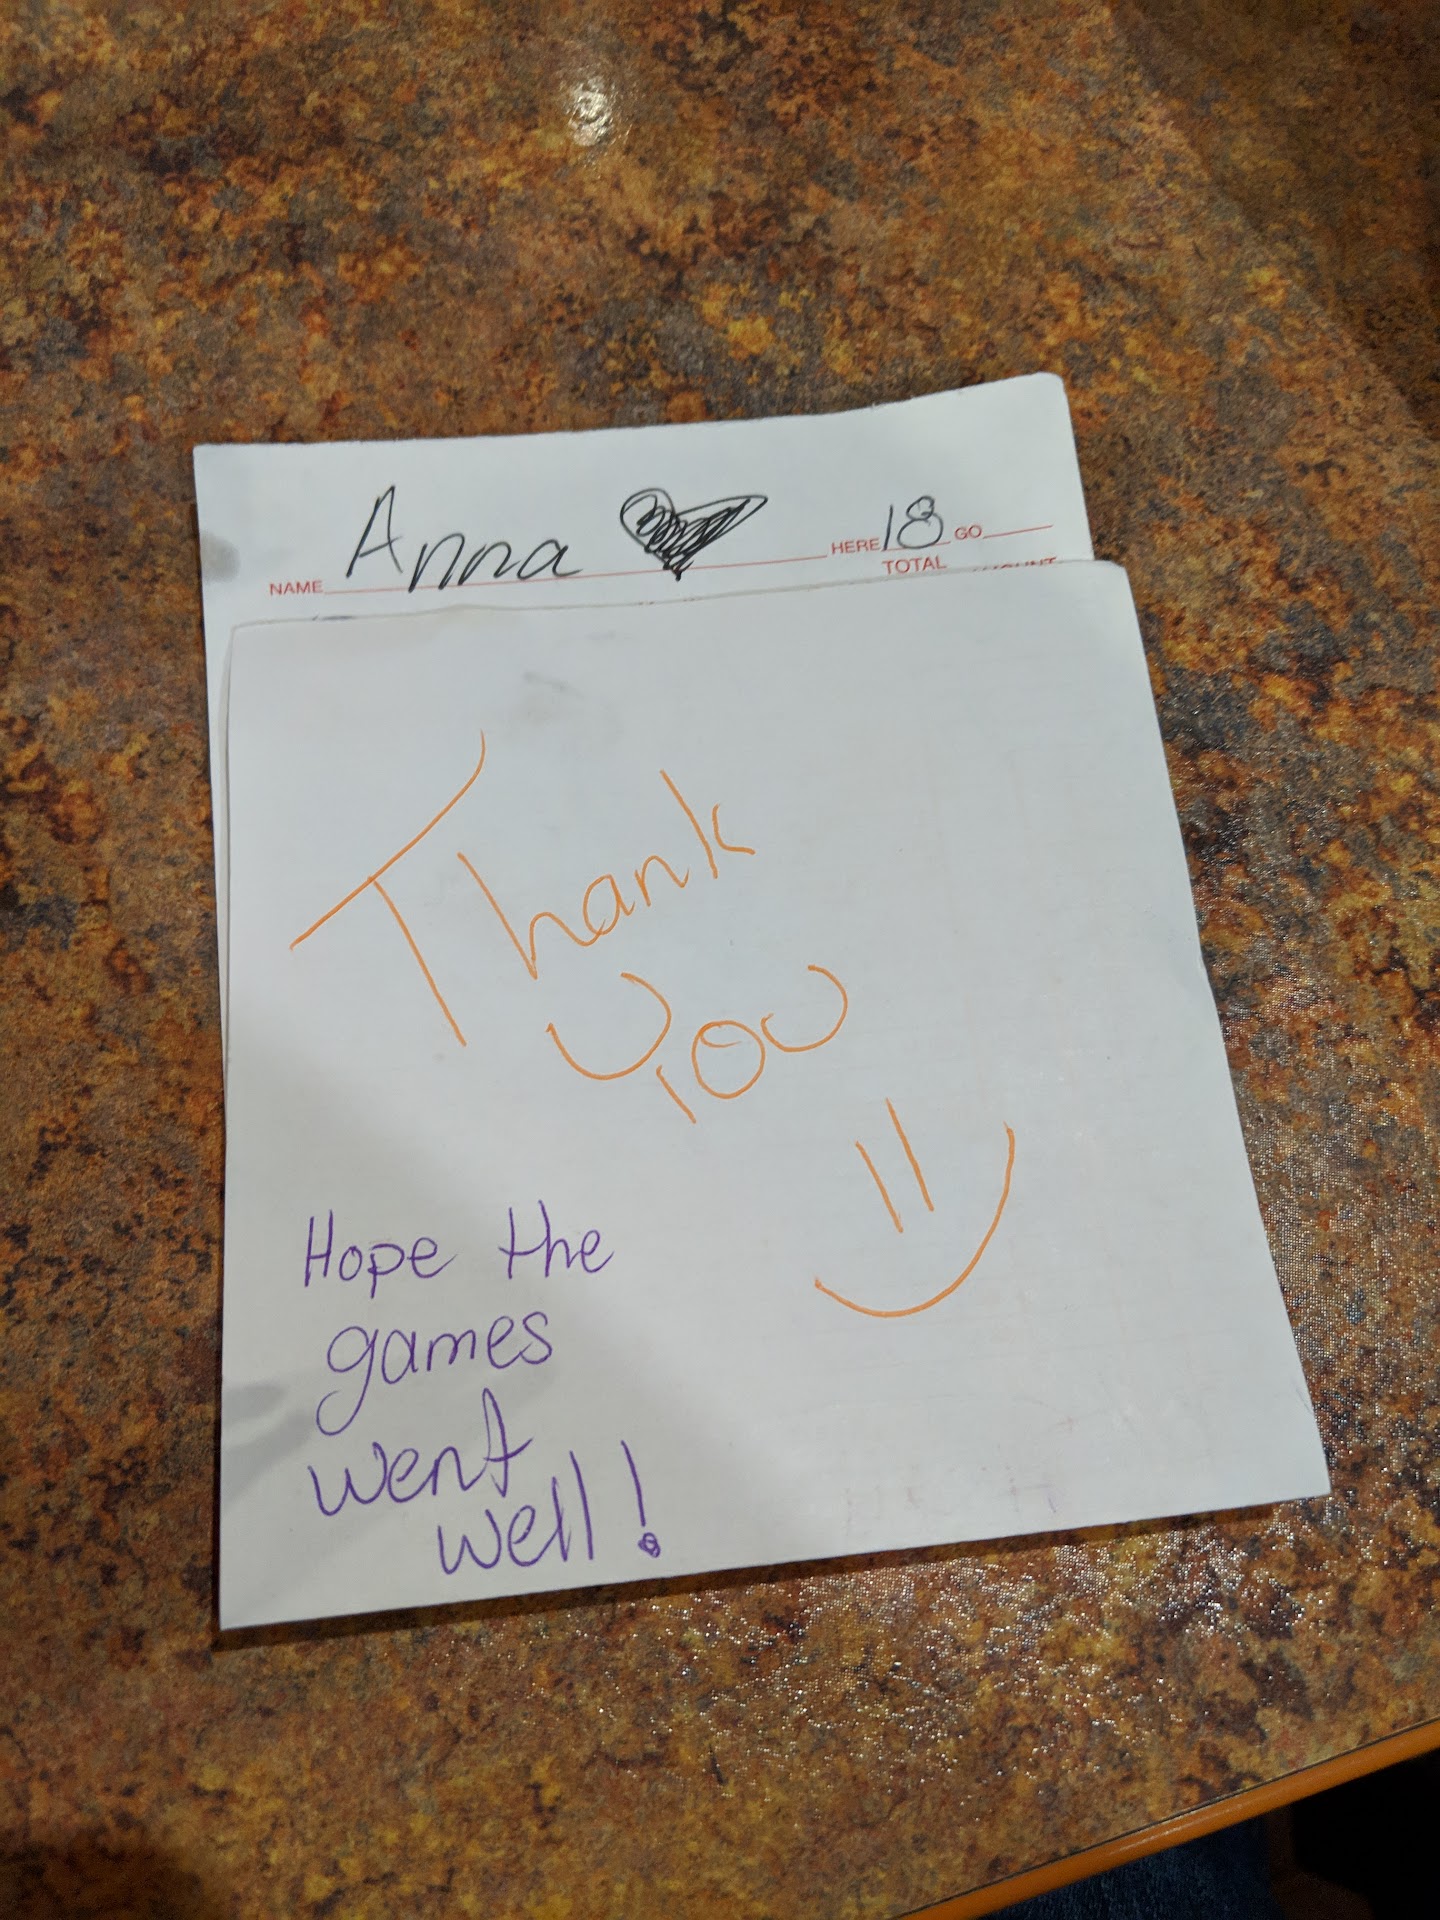 NAME Anna HERE 18 GO
TOTAL
Thank
you
Hope the
games
went
well!